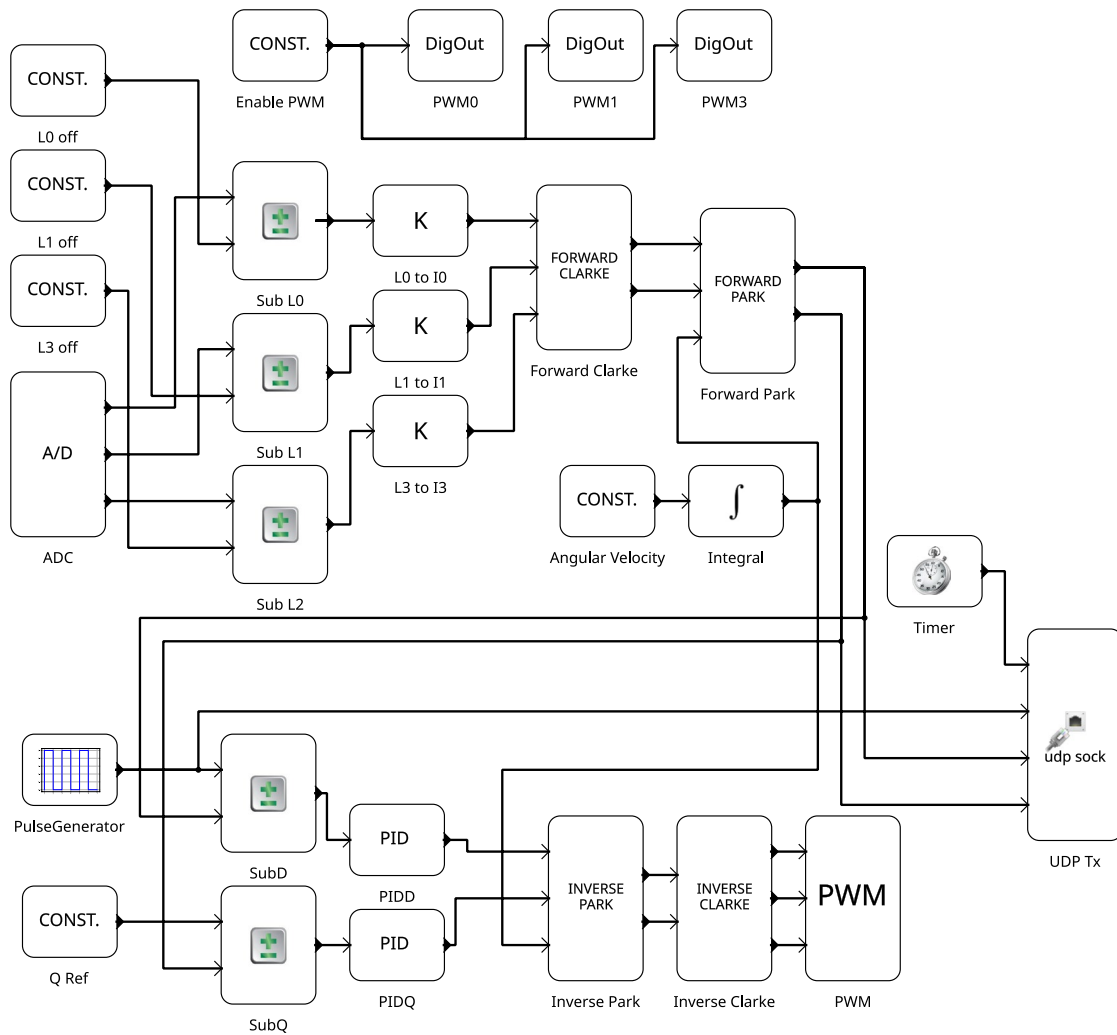 CONST.
Enable PWM
DigOut
PWM0
DigOut
PWM1
DigOut
PWM3
CONST.
L0 off
CONST.
L1 off
CONST.
L3 off
A/D
ADC
Sub L0
Sub L1
Sub L2
K
L0 to I0
K
L1 to I1
K
L3 to I3
FORWARD
CLARKE
Forward Clarke
FORWARD
PARK
Forward Park
CONST.
Angular Velocity
∫
Integral
Timer
udp sock
UDP Tx
PulseGenerator
SubD
PID
PIDD
CONST.
Q Ref
SubQ
PID
PIDQ
INVERSE
PARK
Inverse Park
INVERSE
CLARKE
Inverse Clarke
PWM
PWM